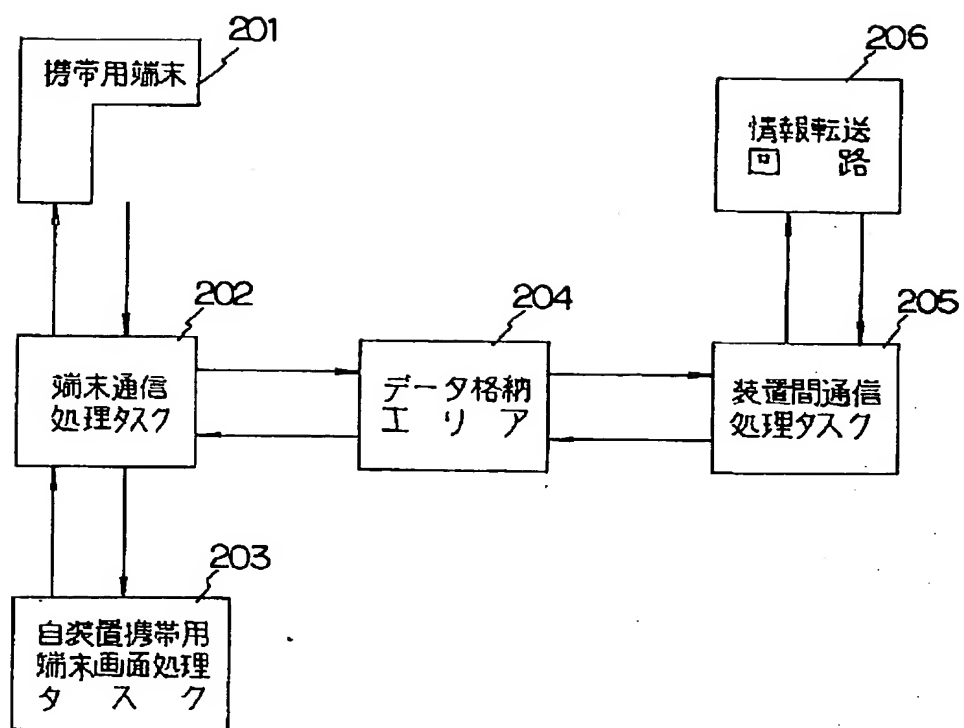 201
携帯用端末
206
情報転送
回路
202
端末通信
処理タスク
204
データ格納
エリア
205
装置間通信
処理タスク
203
自装置携帯用
端末画面処理
タスク